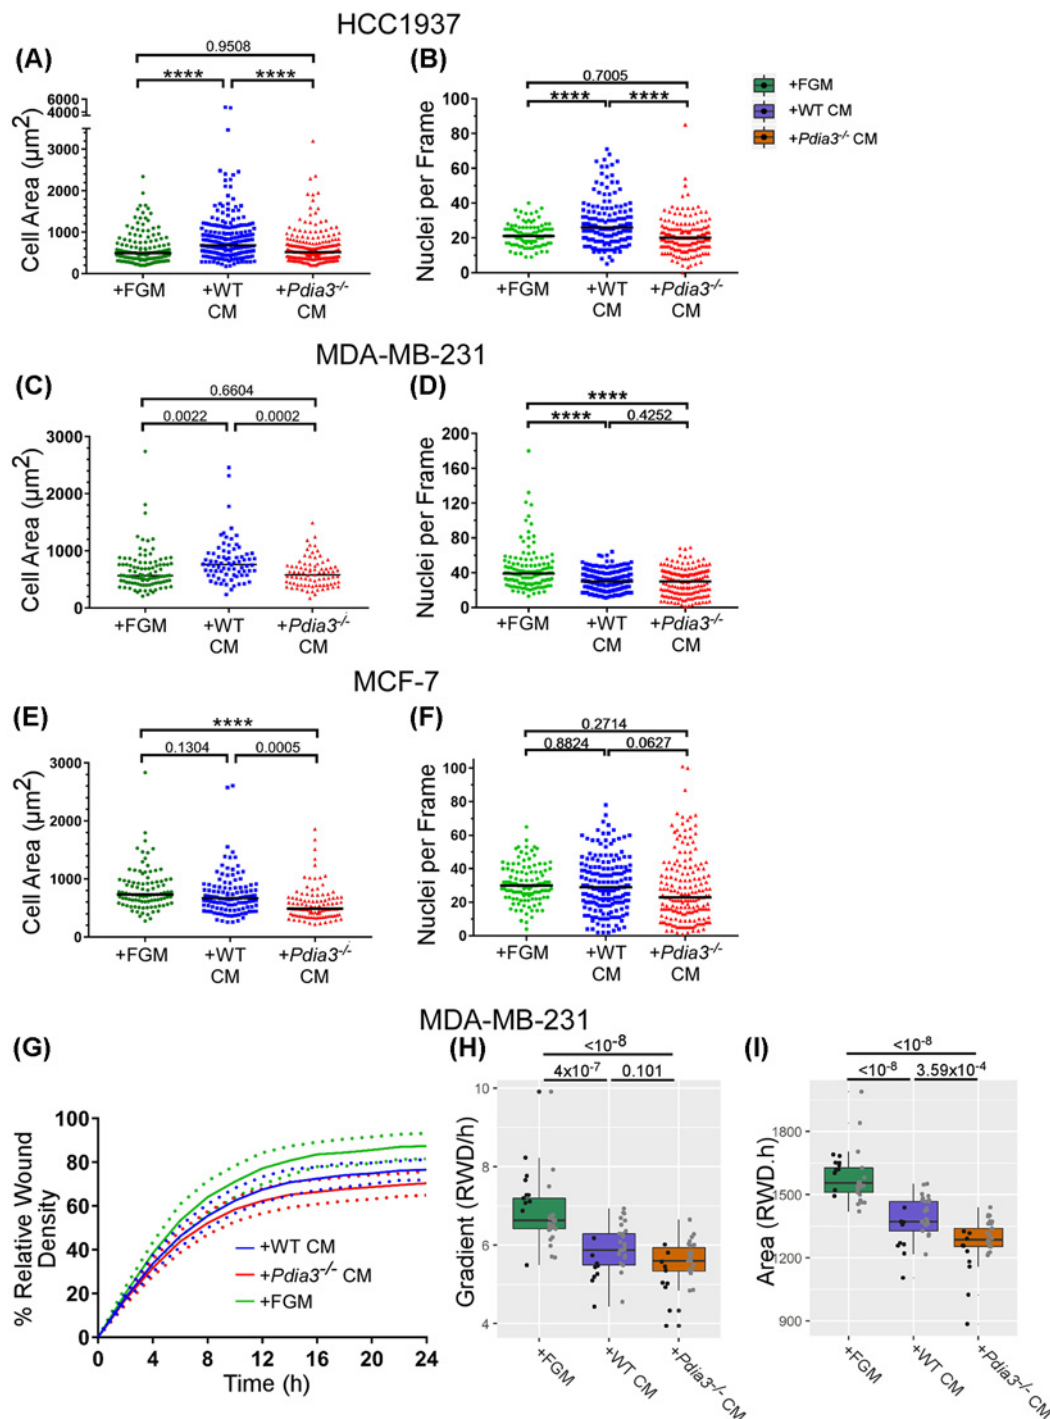 HCC1937
(A)
0.9508
****
****
Cell Area (µm²)
6000
4000
3000
2000
1000
0
+FGM
+WT
CM
+Pdia3⁻/⁻
CM
(B)
0.7005
****
****
Nuclei per Frame
100
80
60
40
20
0
+FGM
+WT
CM
+Pdia3⁻/⁻
CM
+FGM
+WT CM
+Pdia3⁻/⁻ CM
MDA-MB-231
(C)
0.6604
0.0022
0.0002
Cell Area (µm²)
3000
2000
1000
0
+FGM
+WT
CM
+Pdia3⁻/⁻
CM
(D)
****
****
0.4252
Nuclei per Frame
200
160
120
80
40
0
+FGM
+WT
CM
+Pdia3⁻/⁻
CM
MCF-7
(E)
****
0.1304
0.0005
Cell Area (µm²)
3000
2000
1000
0
+FGM
+WT
CM
+Pdia3⁻/⁻
CM
(F)
0.2714
0.8824
0.0627
Nuclei per Frame
100
80
60
40
20
0
+FGM
+WT
CM
+Pdia3⁻/⁻
CM
MDA-MB-231
(G)
% Relative Wound
Density
100
80
60
40
20
0
0 4 8 12 16 20 24
Time (h)
+WT CM
+Pdia3⁻/⁻ CM
+FGM
(H)
<10⁻⁸
4x10⁻⁷
0.101
Gradient (RWD/h)
10
8
6
4
+FGM
+WT CM
+Pdia3⁻/⁻ CM
(I)
<10⁻⁸
<10⁻⁸
3.59x10⁻⁴
Area (RWD.h)
1800
1500
1200
900
+FGM
+WT CM
+Pdia3⁻/⁻ CM